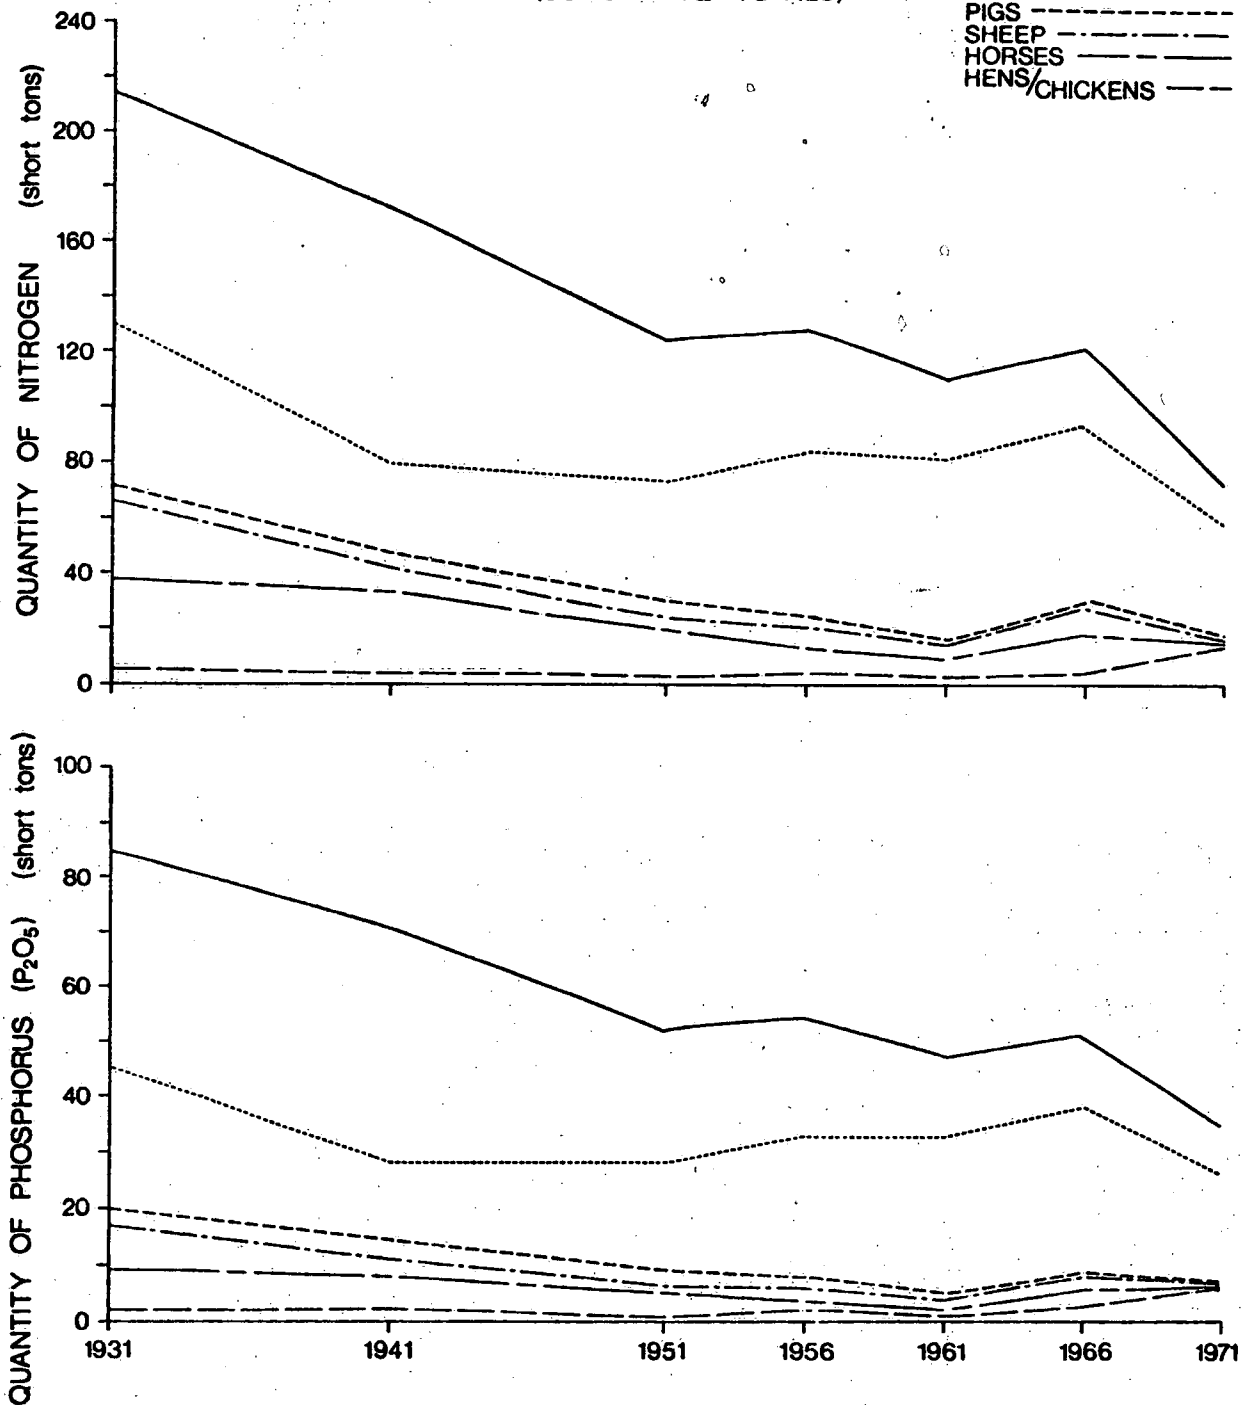 PIGS
SHEEP
HORSES
HENS/CHICKENS
QUANTITY OF NITROGEN (short tons)
240
200
160
120
80
40
0
QUANTITY OF PHOSPHORUS (P₂O₅) (short tons)
100
80
60
40
20
0
1931 1941 1951 1956 1961 1966 1971